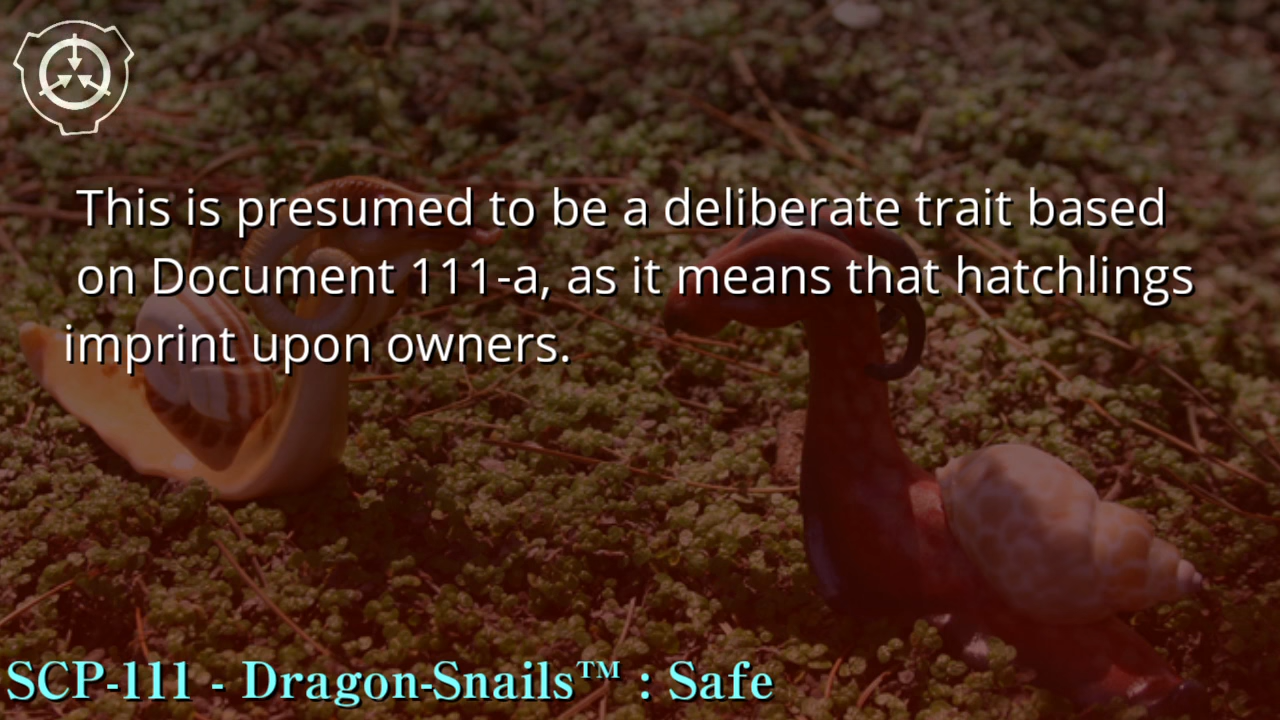 This is presumed to be a deliberate trait based
on Document 111-a, as it means that hatchlings
imprint upon owners.
SCP-111 - Dragon-Snails™ : Safe